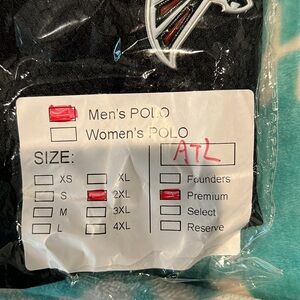 Men's POLO
Women's POLO
SIZE: ATL
XS XL Founders
S 2XL Premium
M 3XL Select
L 4XL Reserve